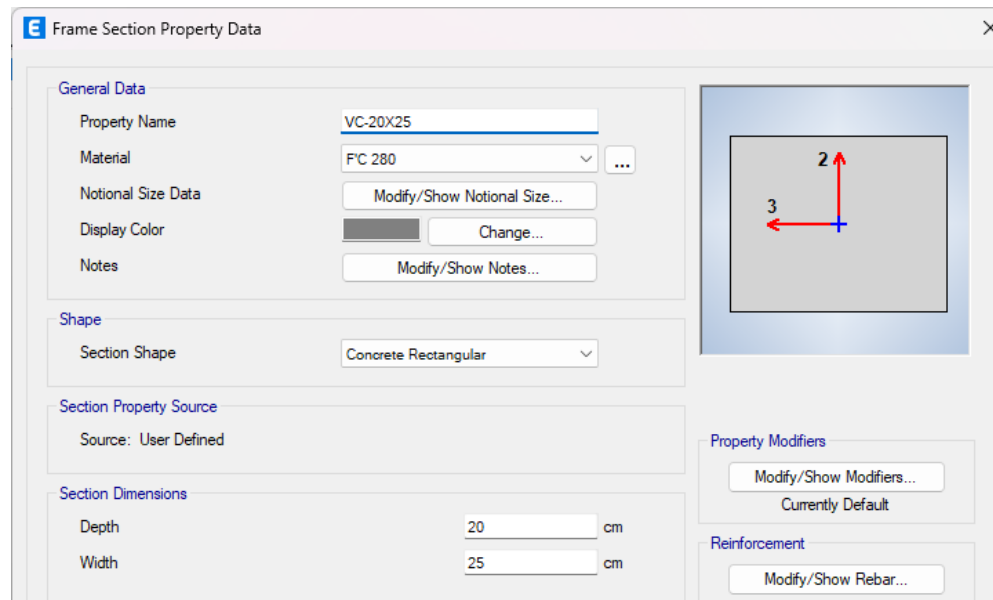 E Frame Section Property Data
General Data
Property Name VC-20X25
Material F'C 280 ...
Notional Size Data Modify/Show Notional Size...
Display Color Change...
Notes Modify/Show Notes...
2
3
Shape
Section Shape Concrete Rectangular
Section Property Source
Source: User Defined
Property Modifiers
Modify/Show Modifiers...
Currently Default
Section Dimensions
Depth 20 cm
Width 25 cm
Reinforcement
Modify/Show Rebar...